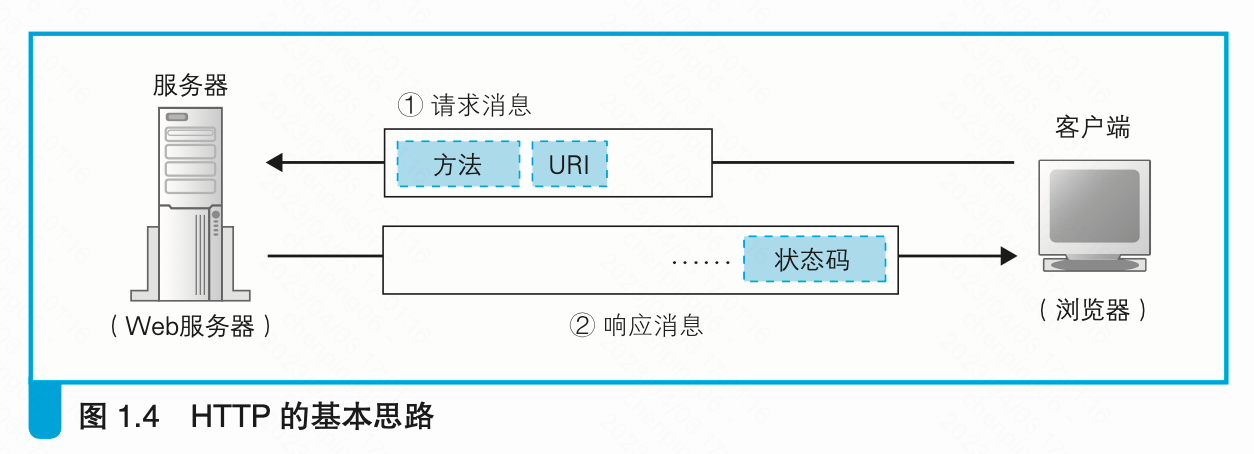 服务器
① 请求消息
客户端
方法
URI
…… 状态码
（Web服务器）
② 响应消息
（浏览器）
图 1.4 HTTP 的基本思路